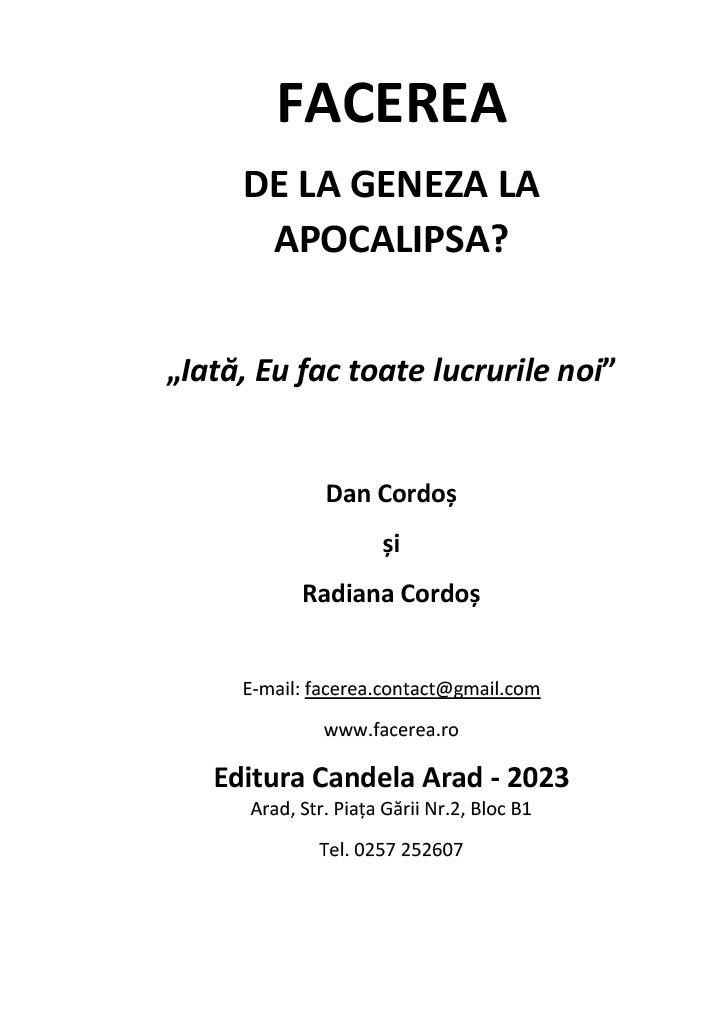 FACEREA
DE LA GENEZA LA
APOCALIPSA?
„Iată, Eu fac toate lucrurile noi”
Dan Cordoș
și
Radiana Cordoș
E-mail: facerea.contact@gmail.com
www.facerea.ro
Editura Candela Arad - 2023
Arad, Str. Piața Gării Nr.2, Bloc B1
Tel. 0257 252607